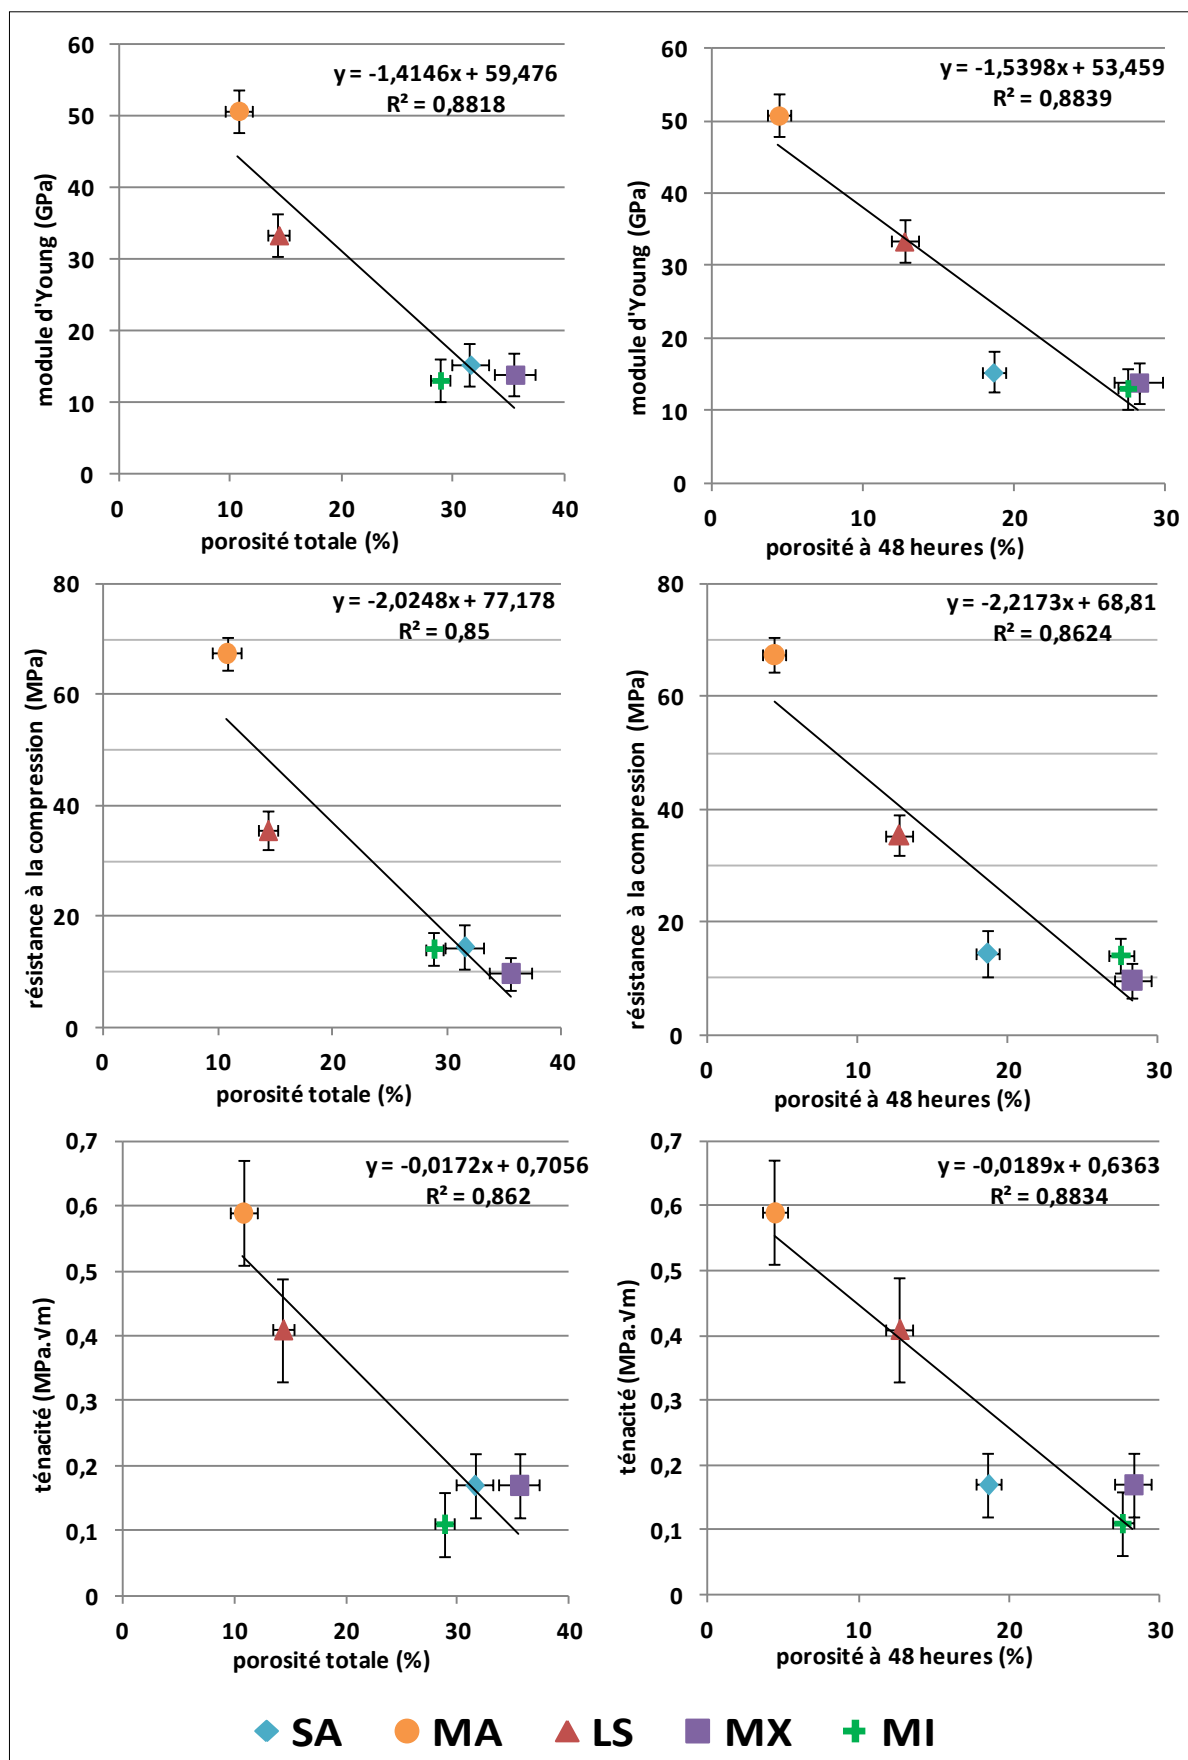 60
50
40
30
20
10
0
module d'Young (GPa)
y = -1,4146x + 59,476
R² = 0,8818
0 10 20 30 40
porosité totale (%)
60
50
40
30
20
10
0
module d'Young (GPa)
y = -1,5398x + 53,459
R² = 0,8839
0 10 20 30
porosité à 48 heures (%)
80
60
40
20
0
résistance à la compression (MPa)
y = -2,0248x + 77,178
R² = 0,85
0 10 20 30 40
porosité totale (%)
80
60
40
20
0
résistance à la compression (MPa)
y = -2,2173x + 68,81
R² = 0,8624
0 10 20 30
porosité à 48 heures (%)
0,7
0,6
0,5
0,4
0,3
0,2
0,1
0
ténacité (MPa.√m)
y = -0,0172x + 0,7056
R² = 0,862
0 10 20 30 40
porosité totale (%)
0,7
0,6
0,5
0,4
0,3
0,2
0,1
0
ténacité (MPa.√m)
y = -0,0189x + 0,6363
R² = 0,8834
0 10 20 30
porosité à 48 heures (%)
SA MA LS MX MI